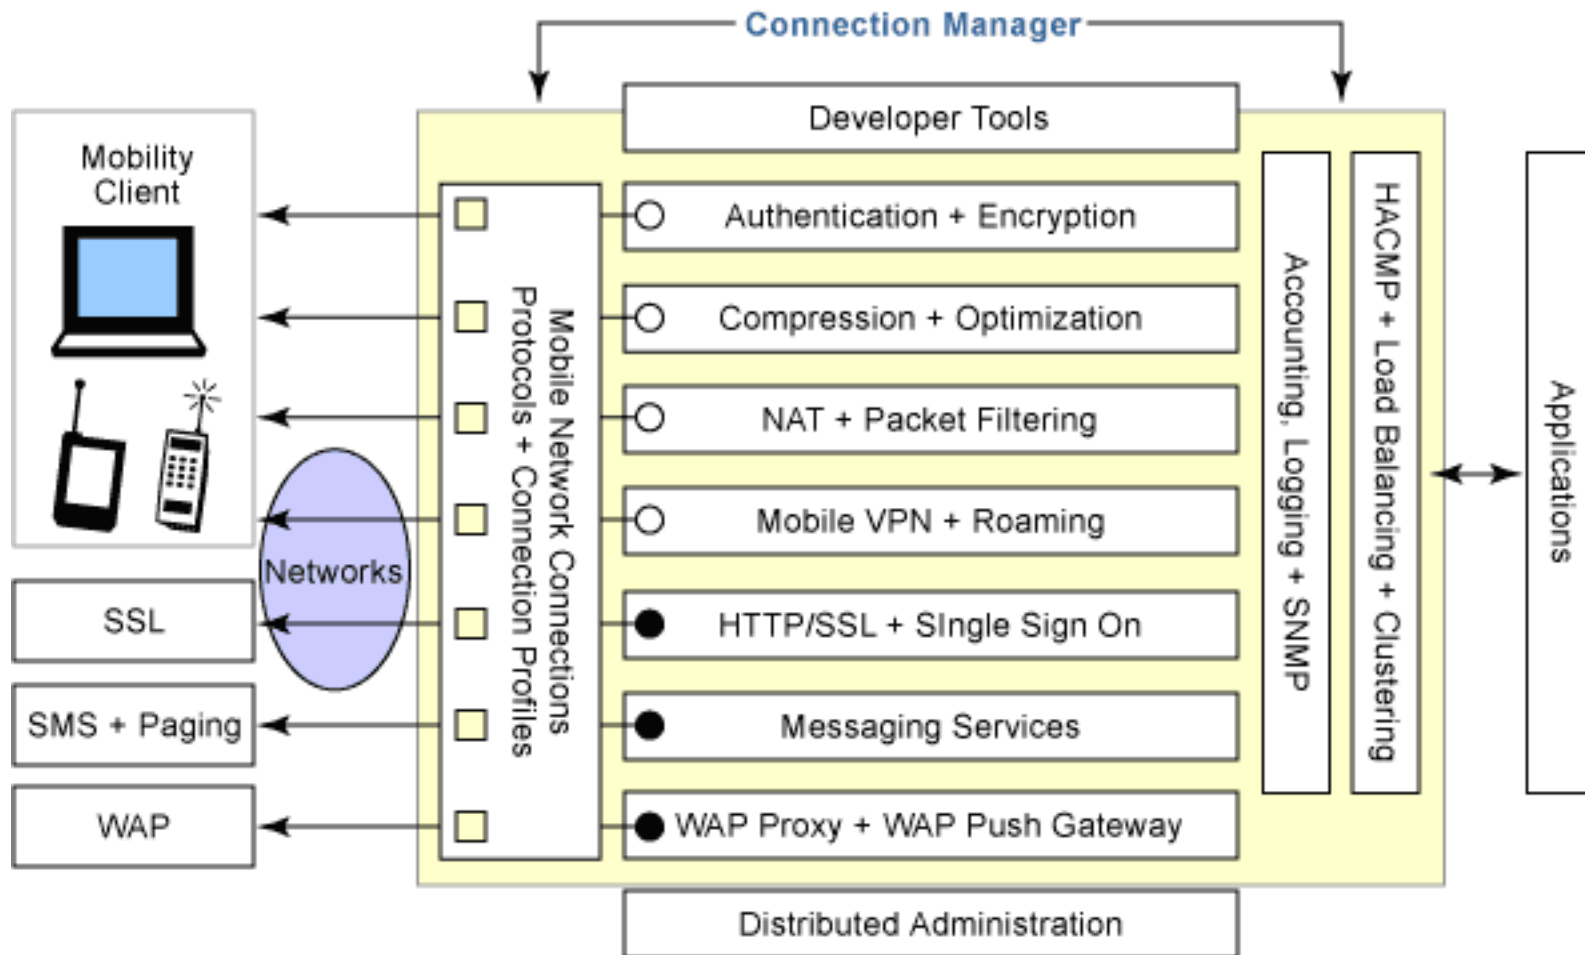 Connection Manager
Developer Tools
Mobility
Client
Authentication + Encryption
Compression + Optimization
NAT + Packet Filtering
Mobile VPN + Roaming
HTTP/SSL + SIngle Sign On
Messaging Services
WAP Proxy + WAP Push Gateway
Mobile Network Connections
Protocols + Connection Profiles
Networks
SSL
SMS + Paging
WAP
Accounting, Logging + SNMP
HACMP + Load Balancing + Clustering
Applications
Distributed Administration